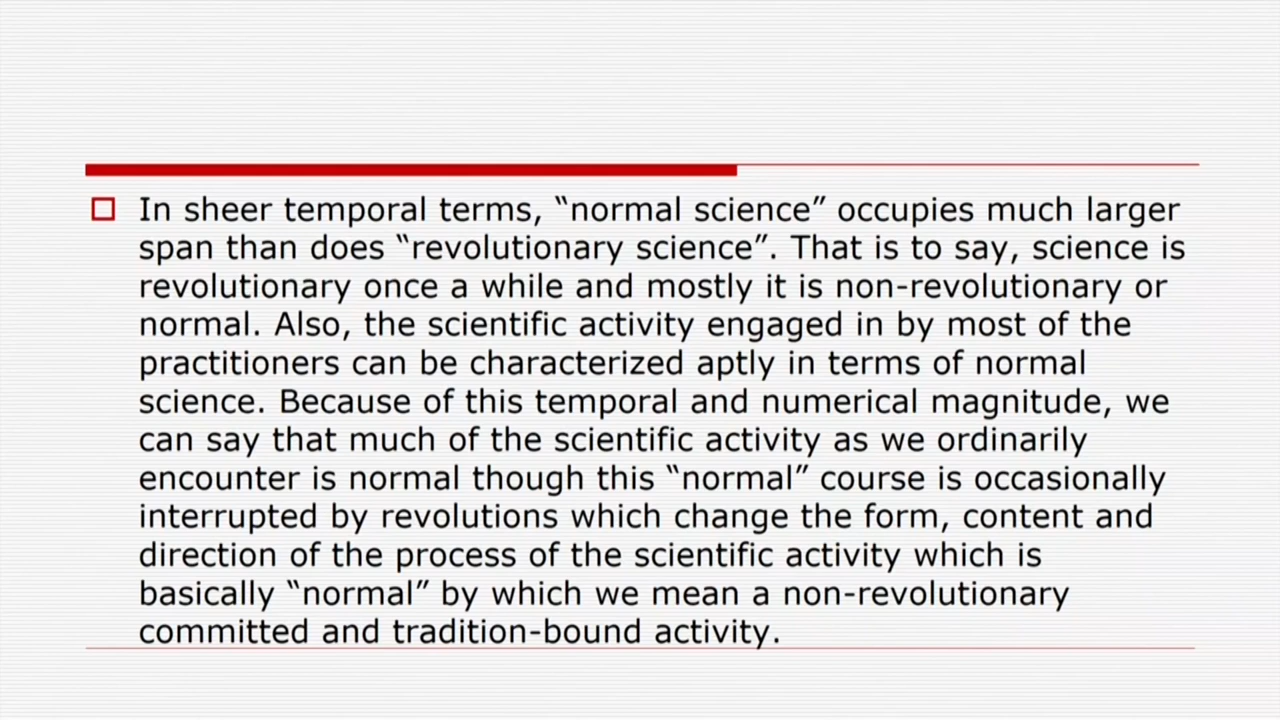 In sheer temporal terms, “normal science” occupies much larger
span than does “revolutionary science”. That is to say, science is
revolutionary once a while and mostly it is non-revolutionary or
normal. Also, the scientific activity engaged in by most of the
practitioners can be characterized aptly in terms of normal
science. Because of this temporal and numerical magnitude, we
can say that much of the scientific activity as we ordinarily
encounter is normal though this “normal” course is occasionally
interrupted by revolutions which change the form, content and
direction of the process of the scientific activity which is
basically “normal” by which we mean a non-revolutionary
committed and tradition-bound activity.